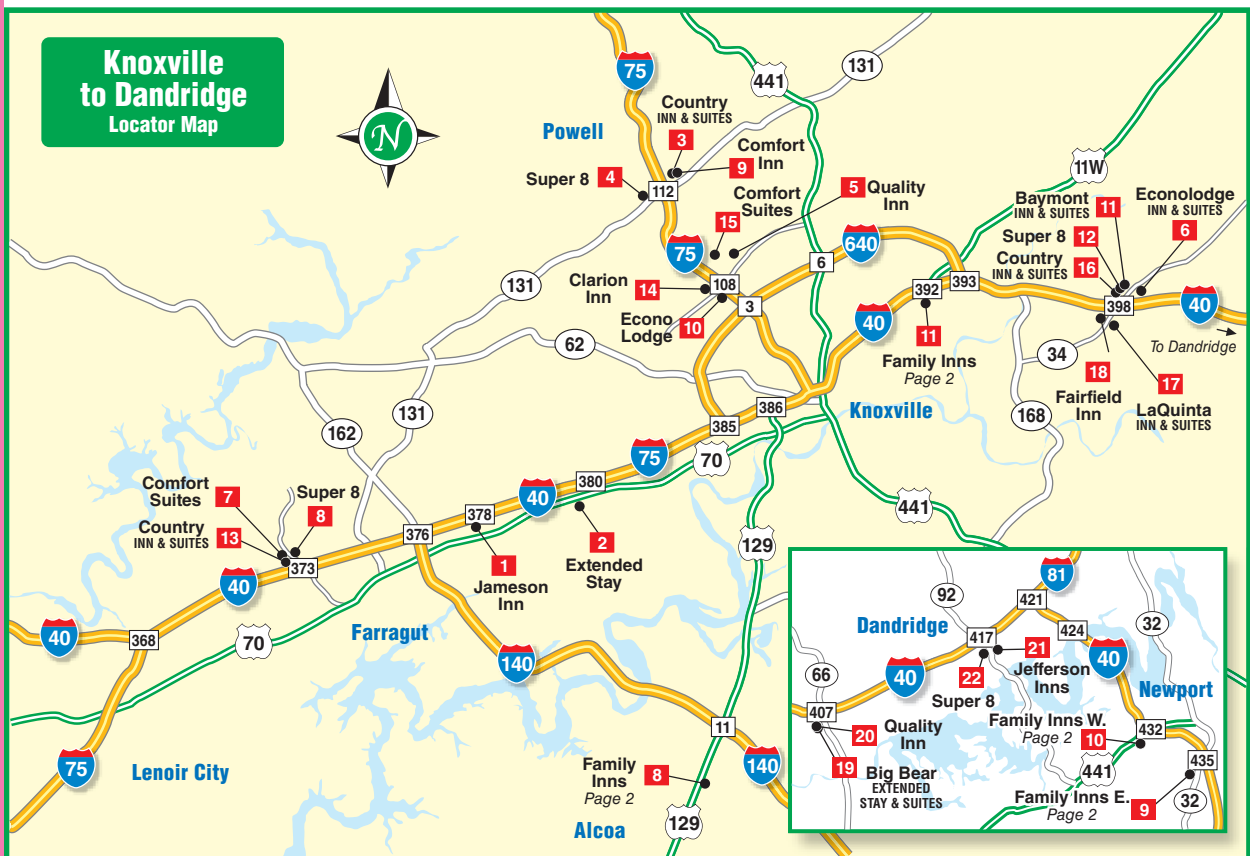 Knoxville
to Dandridge
Locator Map
N
75
441
131
Powell
Country
INN & SUITES
3
Comfort
Inn
9
Super 8
4
112
11W
Comfort
Suites
15
5
Quality
Inn
Baymont
INN & SUITES
11
Econolodge
INN & SUITES
6
Super 8
12
Country
INN & SUITES
16
75
640
6
131
Clarion
Inn
14
108
392
393
398
40
3
Econo
Lodge
10
40
11
Family Inns
Page 2
To Dandridge
62
34
18
Fairfield
Inn
17
LaQuinta
INN & SUITES
386
Knoxville
131
162
385
168
75
70
380
40
378
441
Comfort
Suites
7
Super 8
8
Country
INN & SUITES
13
376
373
129
2
Extended
Stay
1
Jameson
Inn
40
40
368
70
Farragut
140
11
140
75
Lenoir City
Family
Inns
Page 2
8
Alcoa
129
81
92
421
Dandridge
417
424
32
21
Jefferson
Inns
40
66
40
22
Super 8
Newport
407
Family Inns W.
Page 2
10
432
20
Quality
Inn
435
441
19
Big Bear
EXTENDED
STAY & SUITES
Family Inns E.
Page 2
9
32